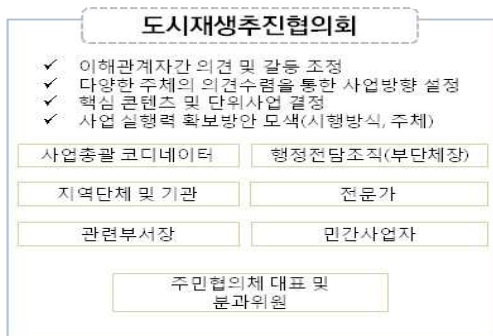 도시재생추진협의회
✓ 이해관계자간 의견 및 갈등 조정
✓ 다양한 주체의 의견수렴을 통한 사업방향 설정
✓ 핵심 콘텐츠 및 단위사업 결정
✓ 사업 실행력 확보방안 모색(시행방식, 주체)
사업총괄 코디네이터
행정전담조직(부단체장)
지역단체 및 기관
전문가
관련부서장
민간사업자
주민협의체 대표 및
분과위원